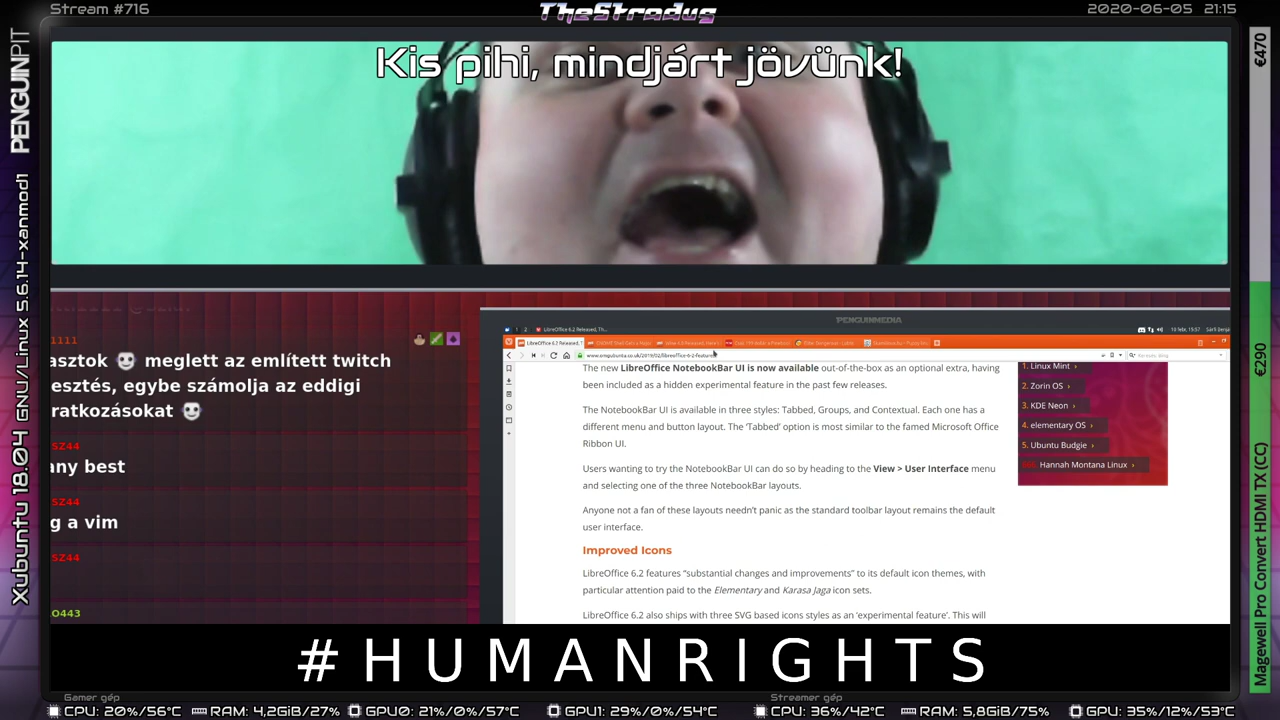 Stream #716
TheStradus
2020-06-05 21:15
PENGUINPIT
Xubuntu 18.04 GNU/Linux 5.6.14-xanmod1
Kis pihi, mindjárt jövünk!
€470
€290
Magewell Pro Convert HDMI TX (CC)
1111
asztok meglett az említett twitch
esztés, egybe számolja az eddigi
ratkozásokat
SZ44
any best
SZ44
g a vim
SZ44
O443
PENGUINMEDIA
LibreOffice 6.2 Released, Th...
The new LibreOffice NotebookBar UI is now available out-of-the-box as an optional extra, having
been included as a hidden experimental feature in the past few releases.
The NotebookBar UI is available in three styles: Tabbed, Groups, and Contextual. Each one has a
different menu and button layout. The ‘Tabbed’ option is most similar to the famed Microsoft Office
Ribbon UI.
Users wanting to try the NotebookBar UI can do so by heading to the View > User Interface menu
and selecting one of the three NotebookBar layouts.
Anyone not a fan of these layouts needn’t panic as the standard toolbar layout remains the default
user interface.
Improved Icons
LibreOffice 6.2 features “substantial changes and improvements” to its default icon themes, with
particular attention paid to the Elementary and Karasa Jaga icon sets.
LibreOffice 6.2 also ships with three SVG based icons styles as an ‘experimental feature’. This will
1. Linux Mint ›
2. Zorin OS ›
3. KDE Neon ›
4. elementary OS ›
5. Ubuntu Budgie ›
Hannah Montana Linux ›
#HUMANRIGHTS
Gamer gép
CPU: 20%/56°C RAM: 4,2GiB/27% GPU0: 21%/0%/57°C GPU1: 29%/0%/54°C
Streamer gép
CPU: 36%/42°C RAM: 5,8GiB/75% GPU: 35%/12%/53°C